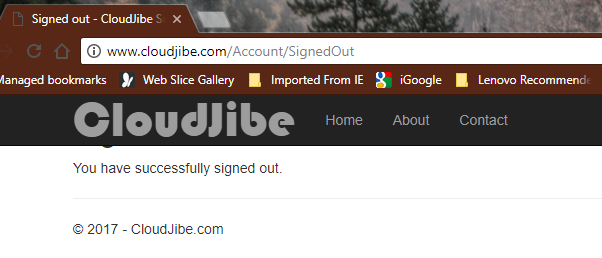 Signed out - CloudJibe S
www.cloudjibe.com/Account/SignedOut
Managed bookmarks Web Slice Gallery Imported From IE iGoogle Lenovo Recommende
CloudJibe Home About Contact
You have successfully signed out.
© 2017 - CloudJibe.com